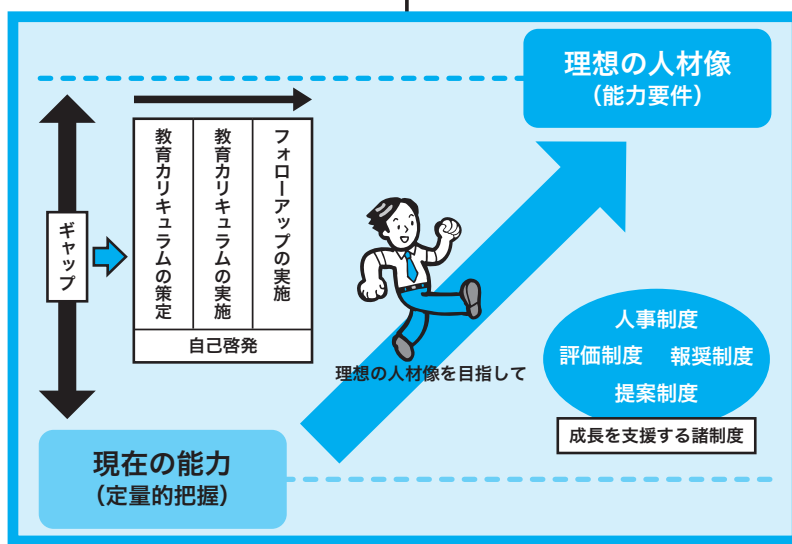 理想の人材像
（能力要件）
ギャップ
教育カリキュラムの策定
教育カリキュラムの実施
フォローアップの実施
自己啓発
理想の人材像を目指して
人事制度
評価制度　報奨制度
提案制度
成長を支援する諸制度
現在の能力
（定量的把握）